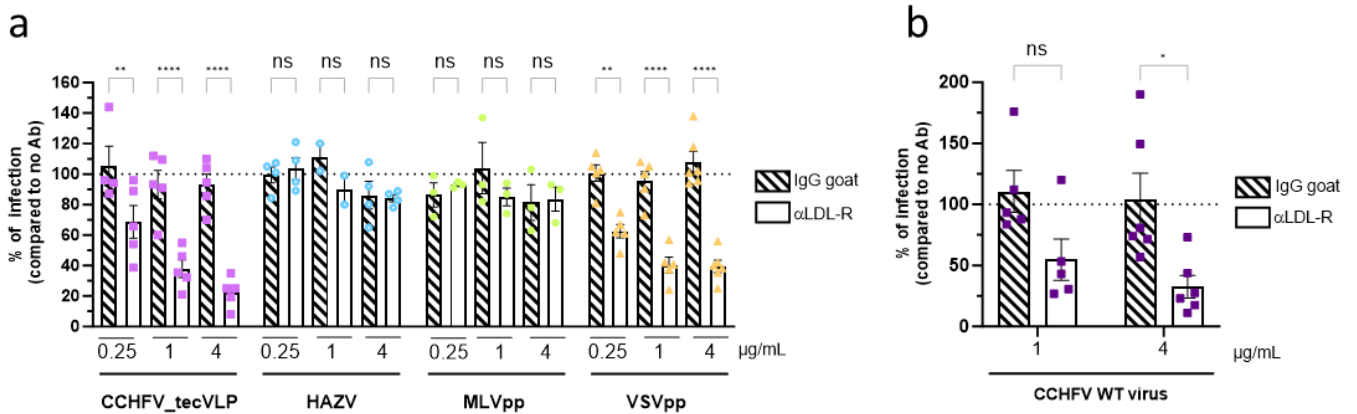 a
** **** **** ns ns ns ns ns ns ** **** ****
% of infection
(compared to no Ab)
160
140
120
100
80
60
40
20
0
0.25 1 4 0.25 1 4 0.25 1 4 0.25 1 4 μg/mL
CCHFV_tecVLP HAZV MLVpp VSVpp
IgG goat
αLDL-R
b
ns *
% of infection
(compared to no Ab)
200
150
100
50
0
1 4 μg/mL
CCHFV WT virus
IgG goat
αLDL-R